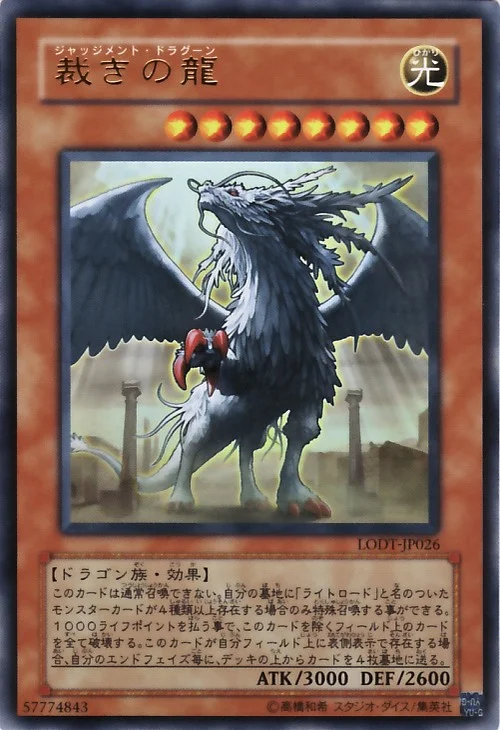 ジャッジメント・ドラグーン
裁きの龍
ひかり
光
LODT-JP026
【ドラゴン族・効果】
このカードは通常召喚できない。自分の墓地に「ライトロード」と名のついた
モンスターカードが４種類以上存在する場合のみ特殊召喚する事ができる。
１０００ライフポイントを払う事で、このカードを除くフィールド上のカード
を全て破壊する。このカードが自分フィールド上に表側表示で存在する場
合、自分のエンドフェイズ毎に、デッキの上からカードを４枚墓地に送る。
ATK/3000 DEF/2600
57774843
©高橋和希 スタジオ・ダイス/集英社